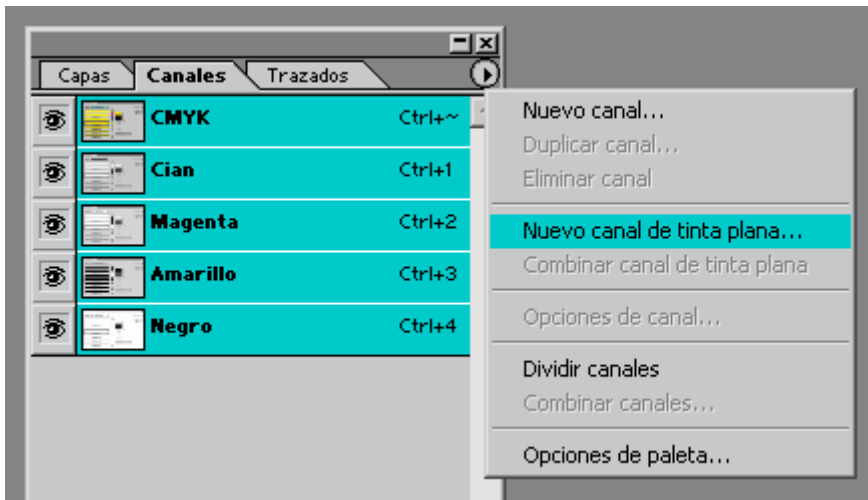 Capas Canales Trazados
CMYK Ctrl+~
Cian Ctrl+1
Magenta Ctrl+2
Amarillo Ctrl+3
Negro Ctrl+4
Nuevo canal...
Duplicar canal...
Eliminar canal
Nuevo canal de tinta plana...
Combinar canal de tinta plana
Opciones de canal...
Dividir canales
Combinar canales...
Opciones de paleta...